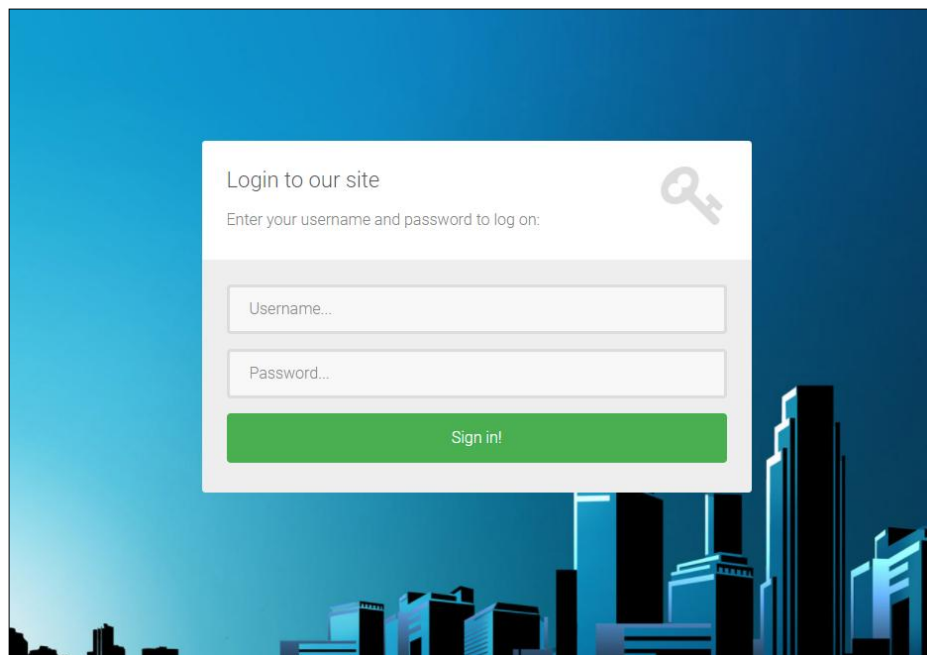 Login to our site
Enter your username and password to log on:
Username...
Password...
Sign in!